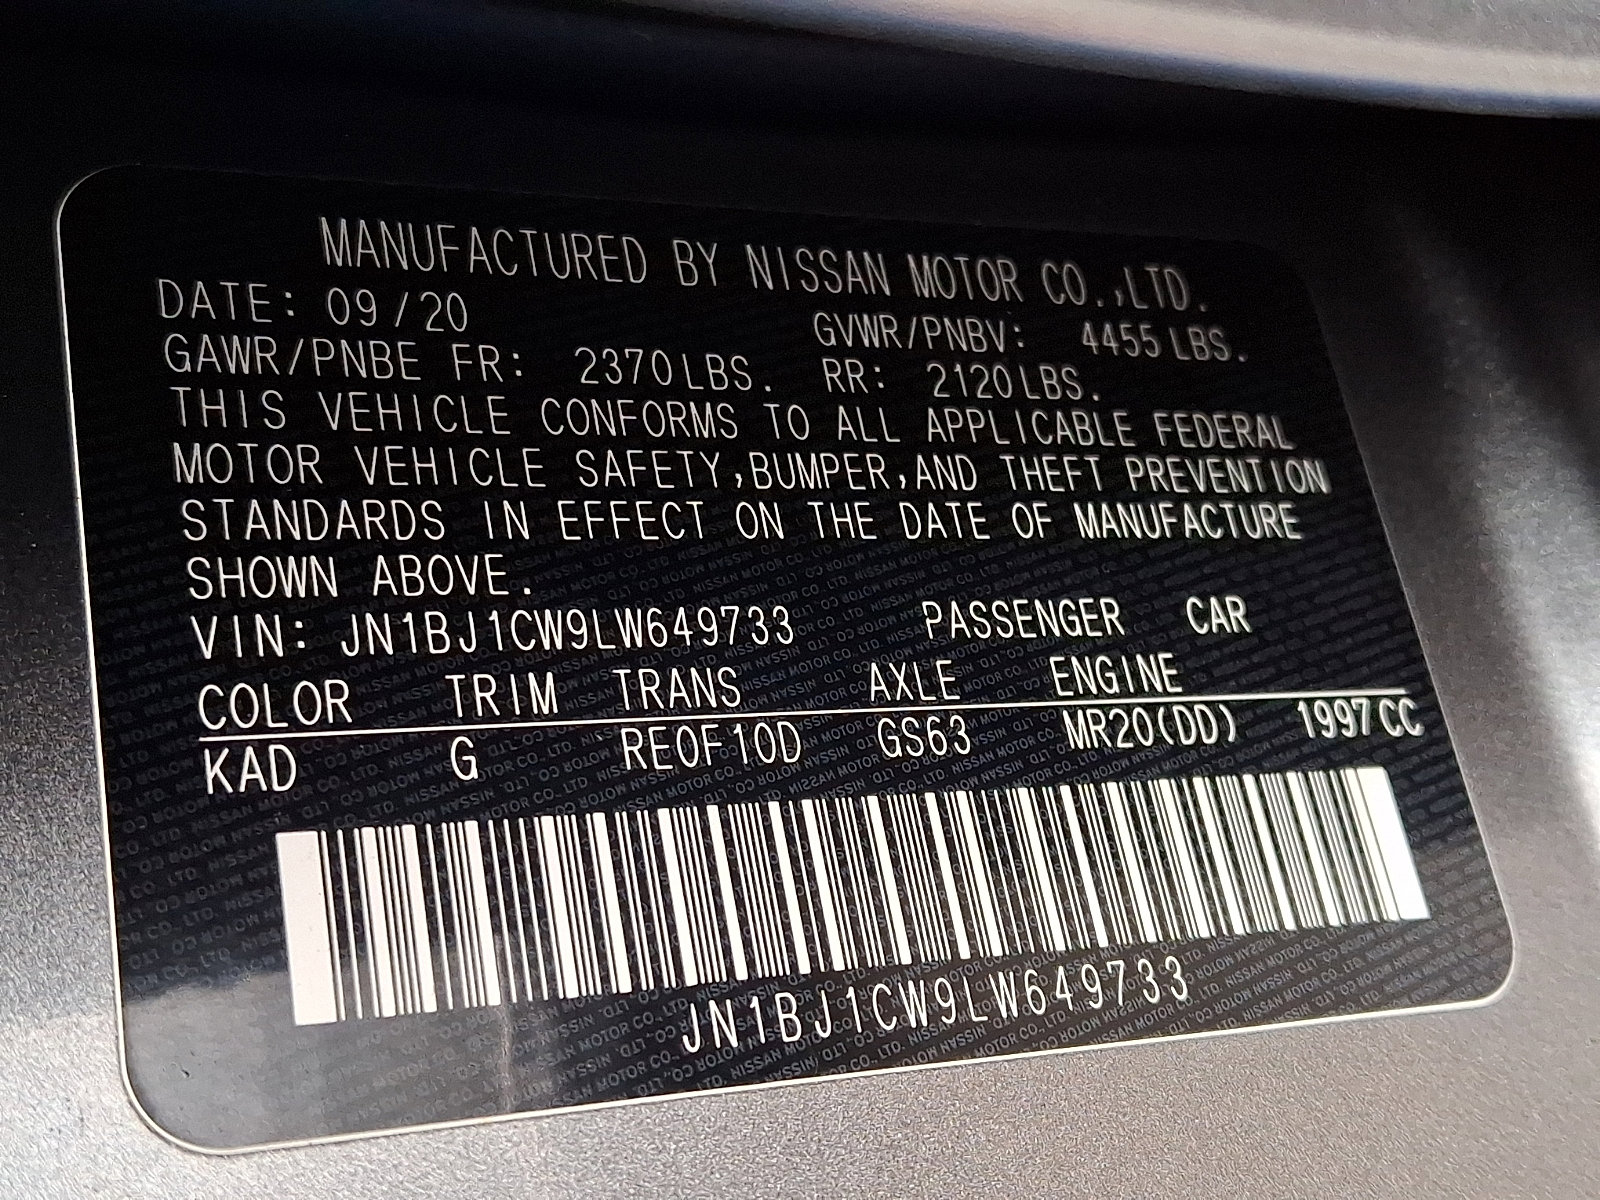 MANUFACTURED BY NISSAN MOTOR CO.,LTD.
DATE: 09/20 GVWR/PNBV: 4455 LBS.
GAWR/PNBE FR: 2370LBS. RR: 2120LBS.
THIS VEHICLE CONFORMS TO ALL APPLICABLE FEDERAL
MOTOR VEHICLE SAFETY,BUMPER,AND THEFT PREVENTION
STANDARDS IN EFFECT ON THE DATE OF MANUFACTURE
SHOWN ABOVE.
VIN: JN1BJ1CW9LW649733 PASSENGER CAR
COLOR TRIM TRANS AXLE ENGINE
KAD G RE0F10D GS63 MR20(DD) 1997CC
JN1BJ1CW9LW649733